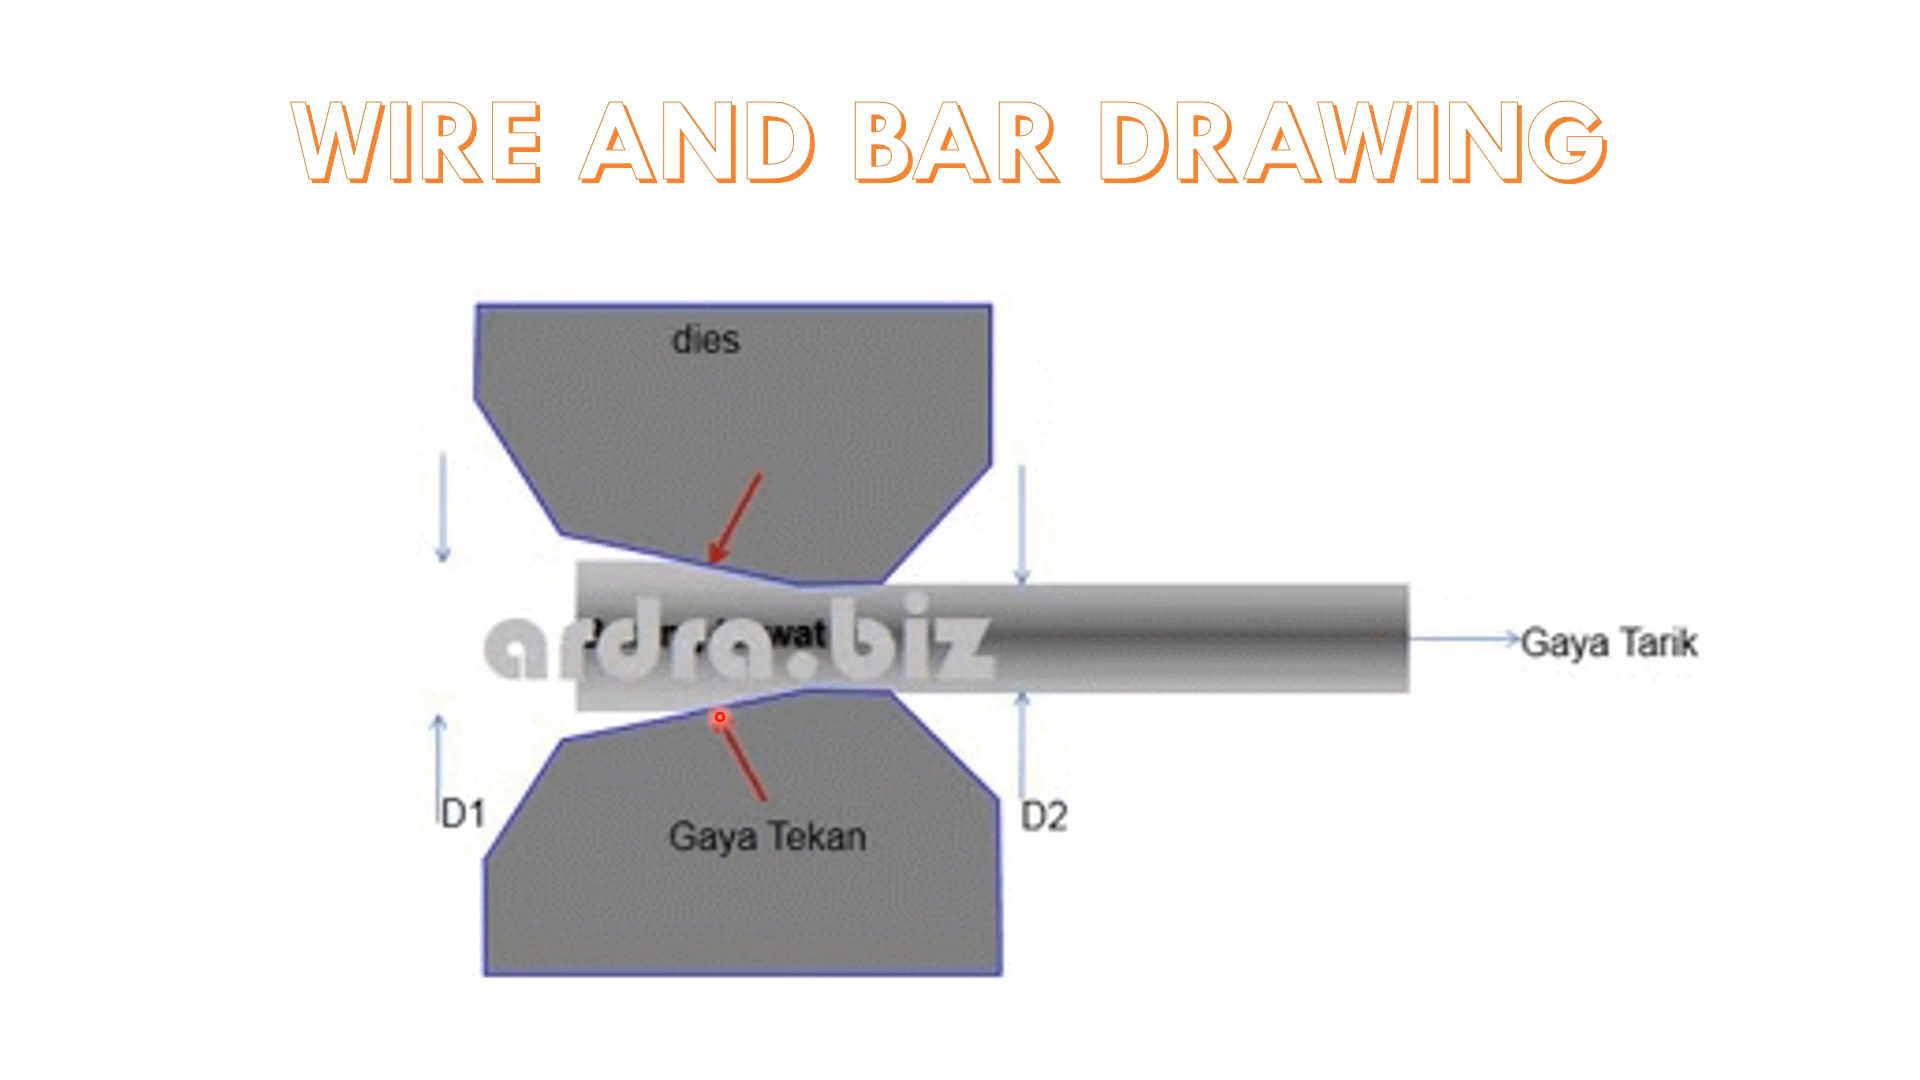 WIRE AND BAR DRAWING
dies
ardra.biz
Gaya Tarik
D1
D2
Gaya Tekan